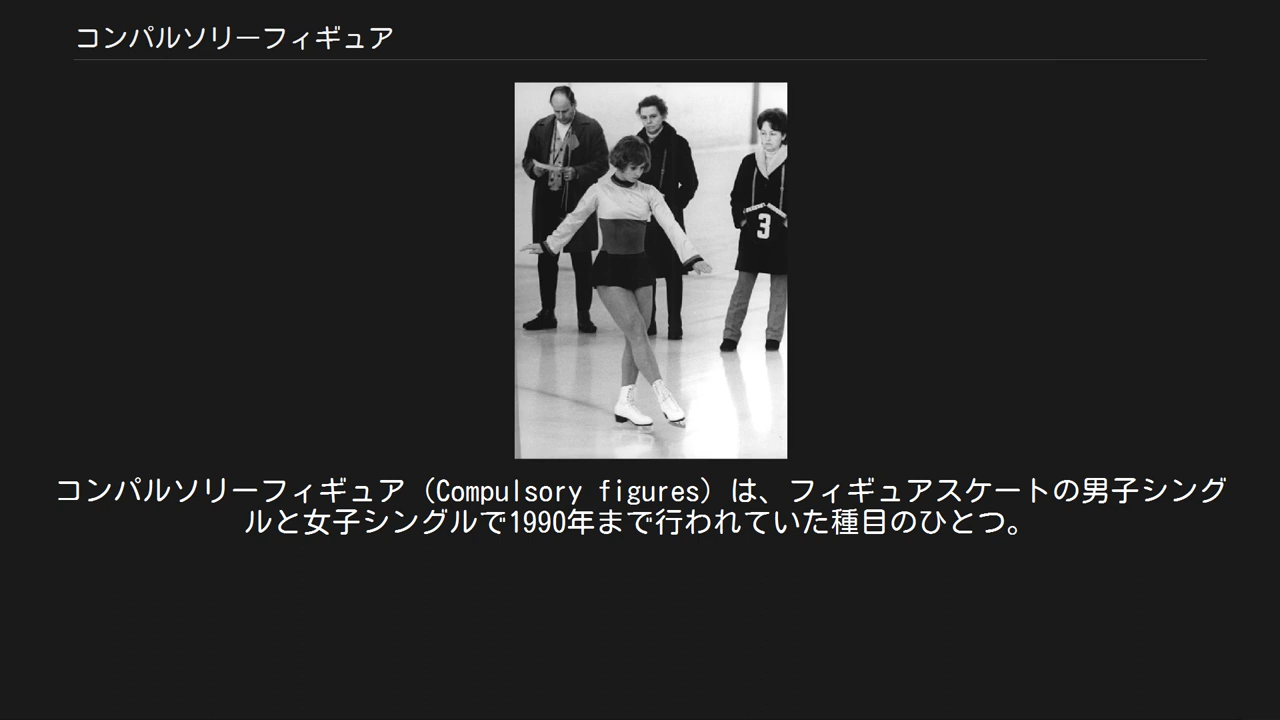 コンパルソリーフィギュア
3
コンパルソリーフィギュア（Compulsory figures）は、フィギュアスケートの男子シング
ルと女子シングルで1990年まで行われていた種目のひとつ。